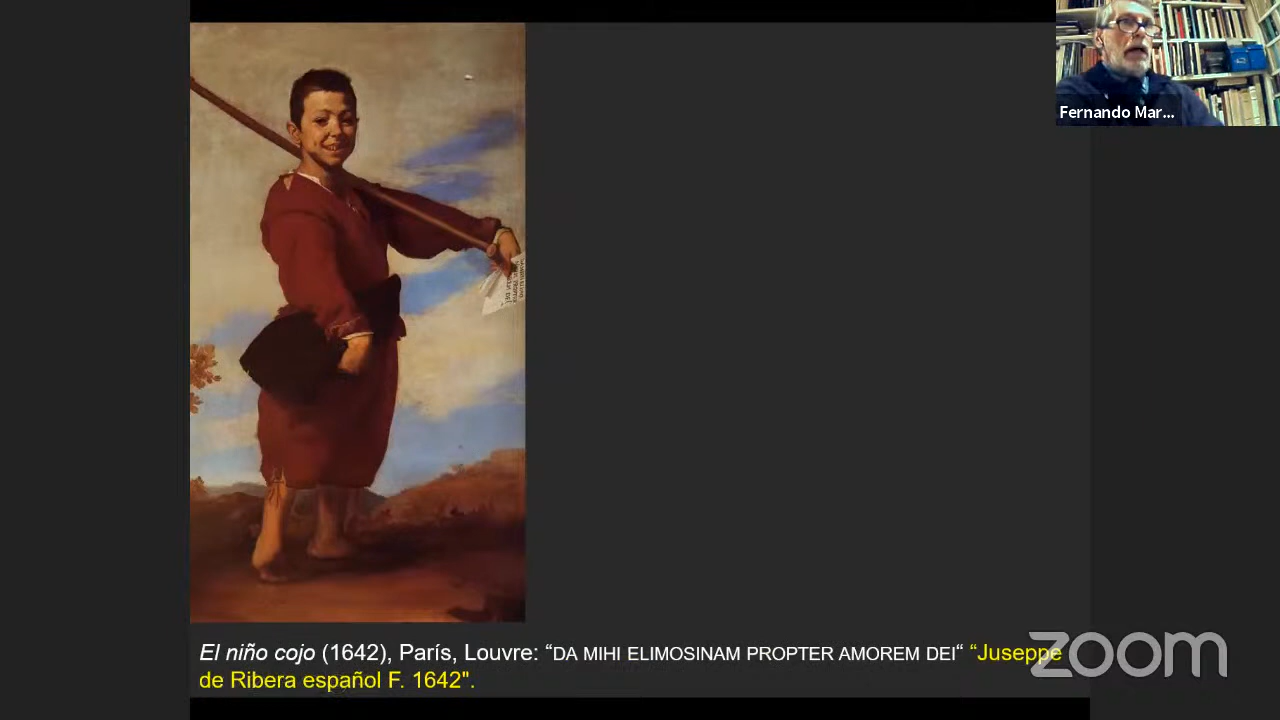 Fernando Mar...
El niño cojo (1642), París, Louvre: “DA MIHI ELIMOSINAM PROPTER AMOREM DEI“ “Juseppe
de Ribera español F. 1642".
zoom